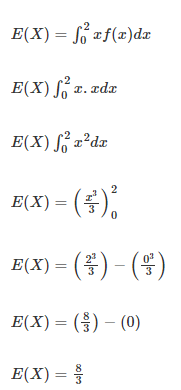 E(X) = ∫₀² xf(x)dx
E(X) ∫₀² x. xdx
E(X) ∫₀² x²dx
E(X) = (x³/3)₀²
E(X) = (2³/3) − (0³/3)
E(X) = (8/3) − (0)
E(X) = 8/3